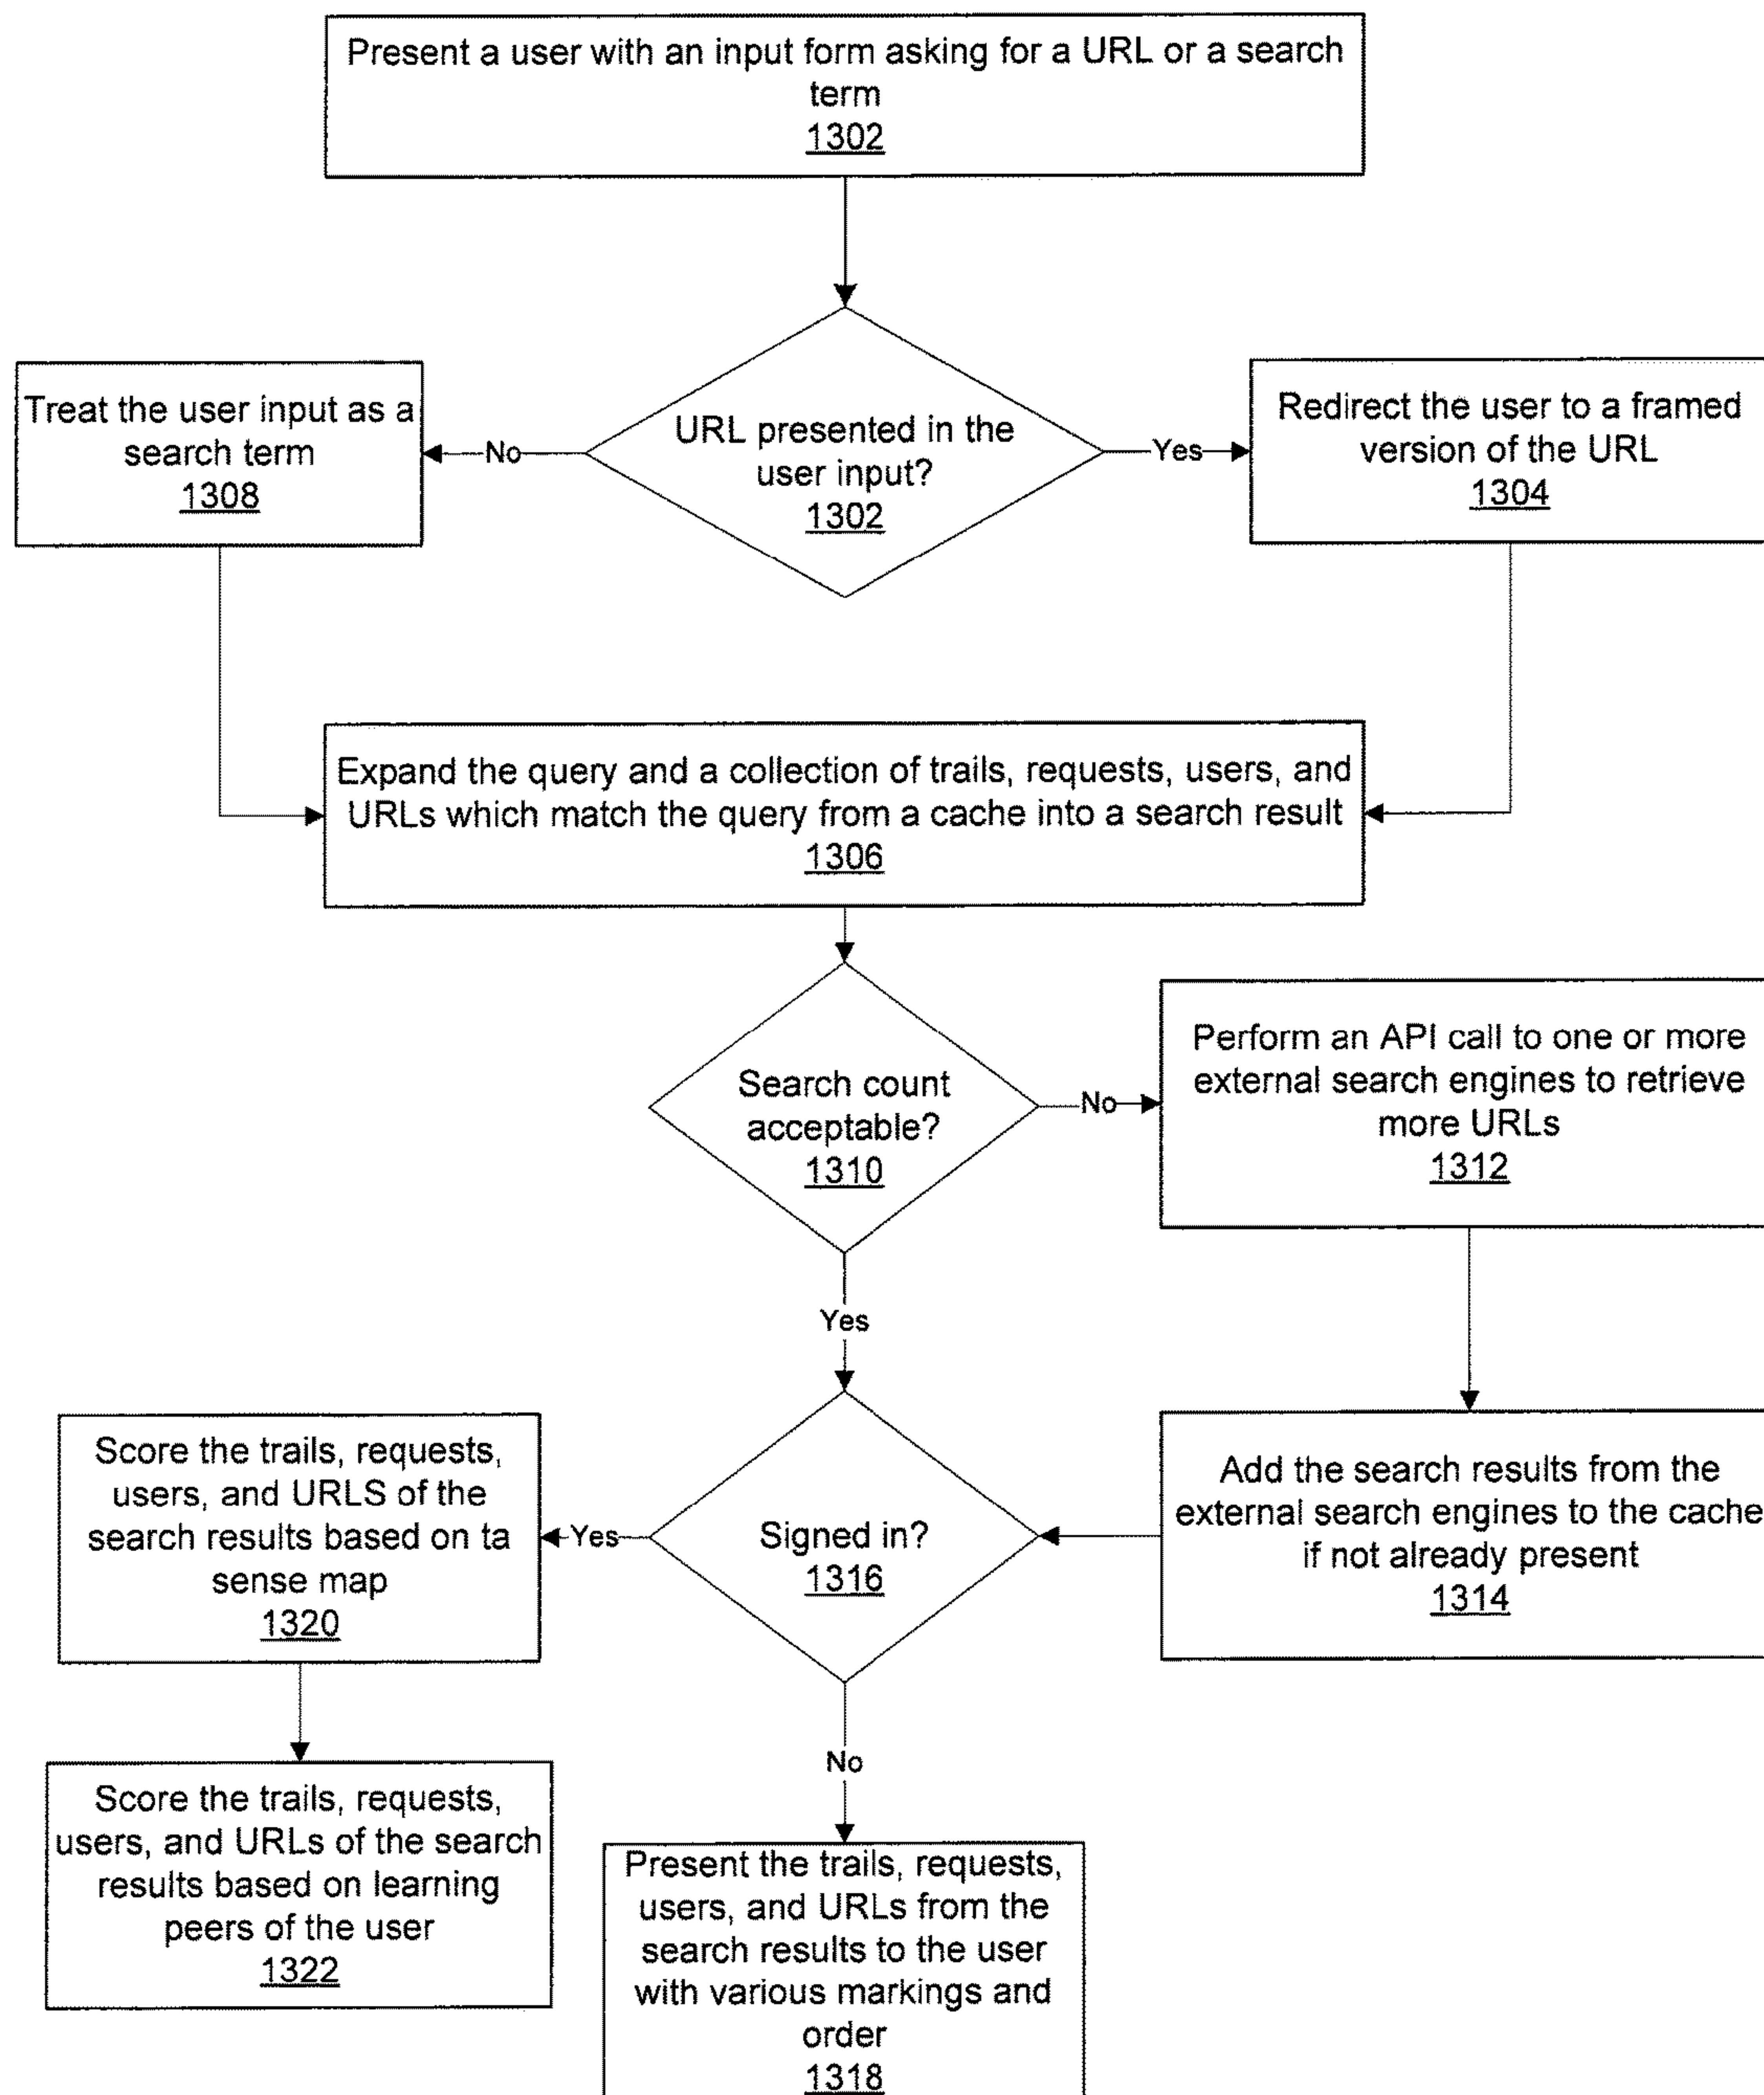 Present a user with an input form asking for a URL or a search
term
1302
Treat the user input as a
search term
1308
No
URL presented in the
user input?
1302
Yes
Redirect the user to a framed
version of the URL
1304
Expand the query and a collection of trails, requests, users, and
URLs which match the query from a cache into a search result
1306
Search count
acceptable?
1310
No
Perform an API call to one or more
external search engines to retrieve
more URLs
1312
Yes
Score the trails, requests,
users, and URLS of the
search results based on ta
sense map
1320
Yes
Signed in?
1316
Add the search results from the
external search engines to the cache
if not already present
1314
No
Score the trails, requests,
users, and URLs of the search
results based on learning
peers of the user
1322
Present the trails, requests,
users, and URLs from the
search results to the user
with various markings and
order
1318